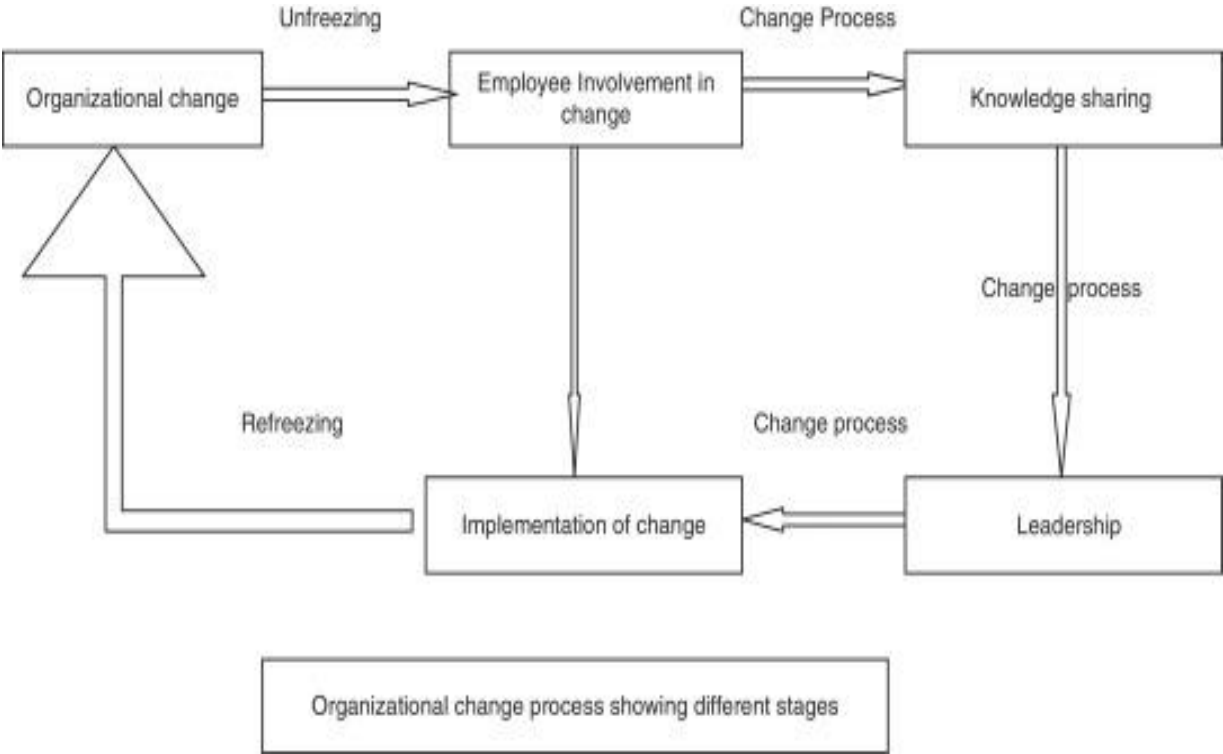 Unfreezing
Change Process
Organizational change
Employee Involvement in
change
Knowledge sharing
Change process
Refreezing
Change process
Implementation of change
Leadership
Organizational change process showing different stages